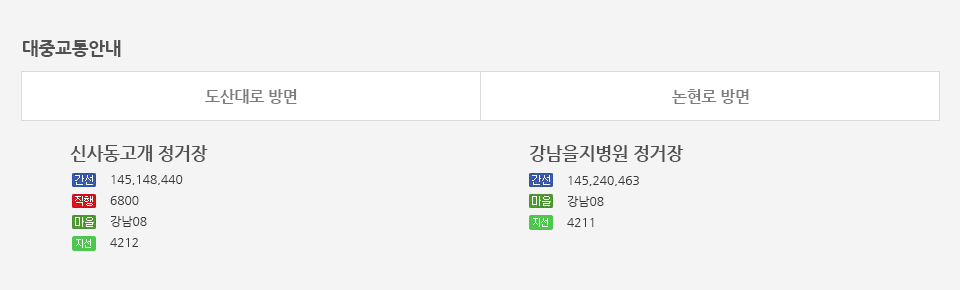 대중교통안내
도산대로 방면
논현로 방면
신사동고개 정거장
간선 145,148,440
직행 6800
마을 강남08
지선 4212
강남을지병원 정거장
간선 145,240,463
마을 강남08
지선 4211